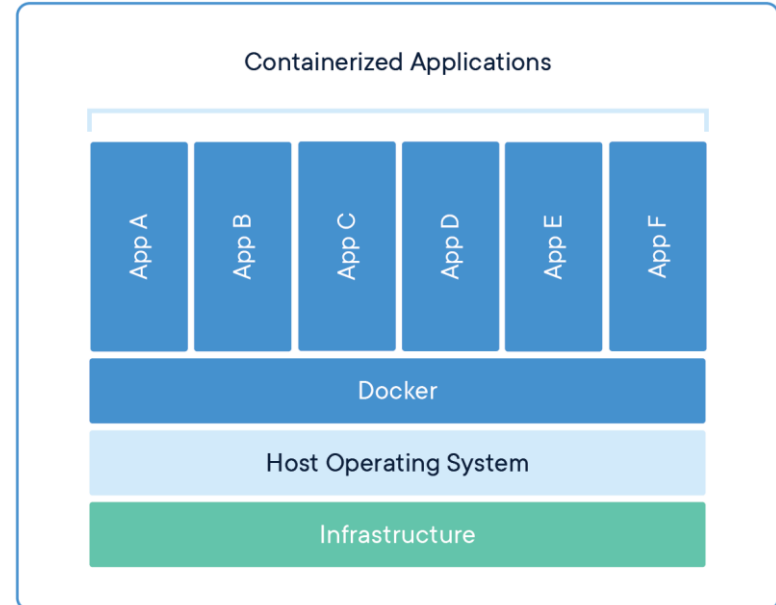 Containerized Applications
App A
App B
App C
App D
App E
App F
Docker
Host Operating System
Infrastructure